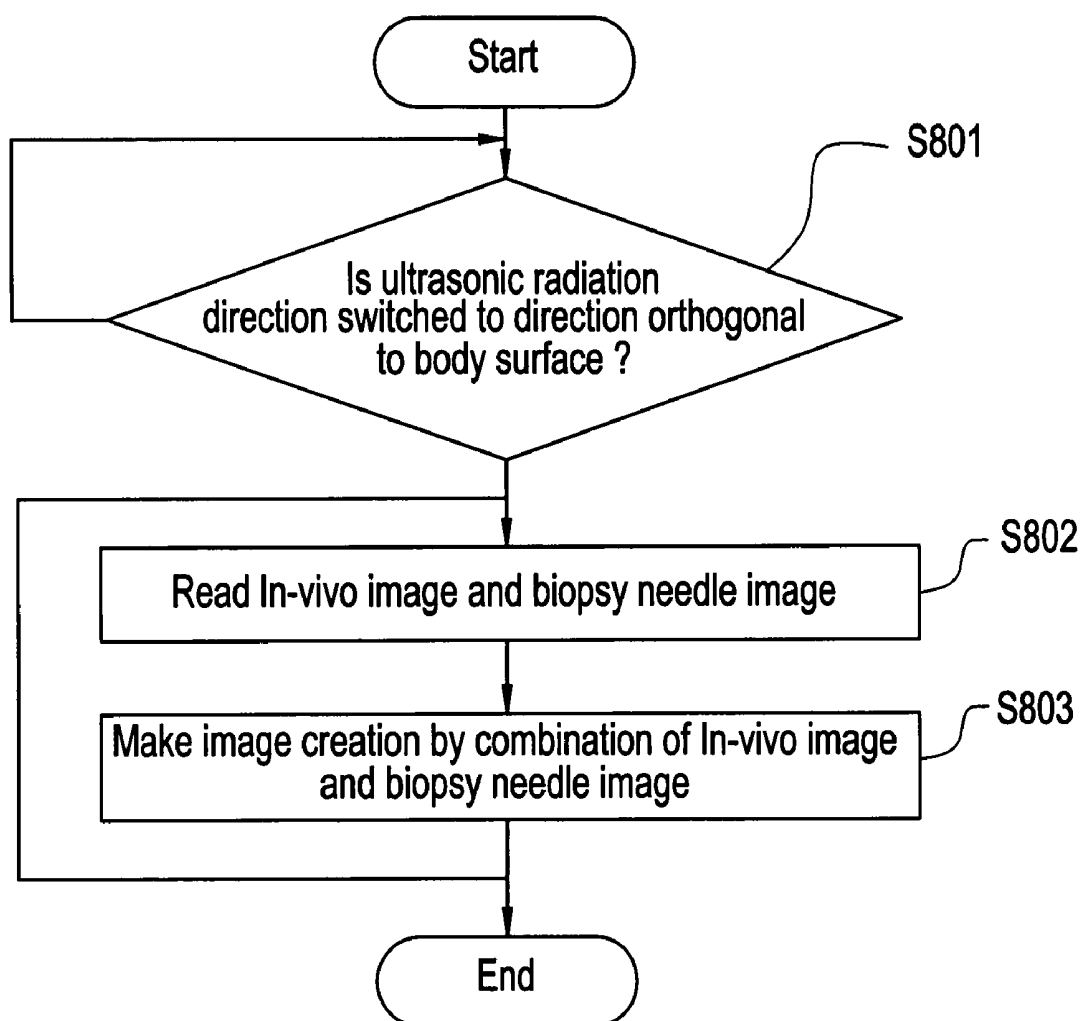 Start
S801
Is ultrasonic radiation
direction switched to direction orthogonal
to body surface ?
S802
Read In-vivo image and biopsy needle image
S803
Make image creation by combination of In-vivo image
and biopsy needle image
End